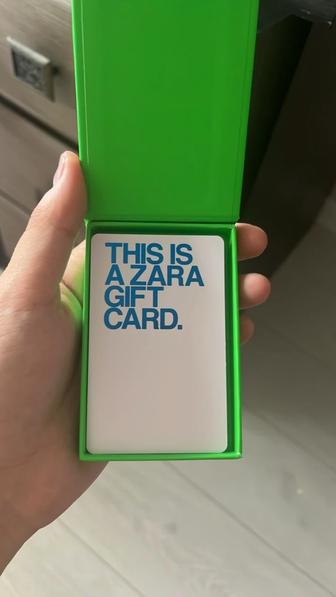 THIS IS
A ZARA
GIFT
CARD.